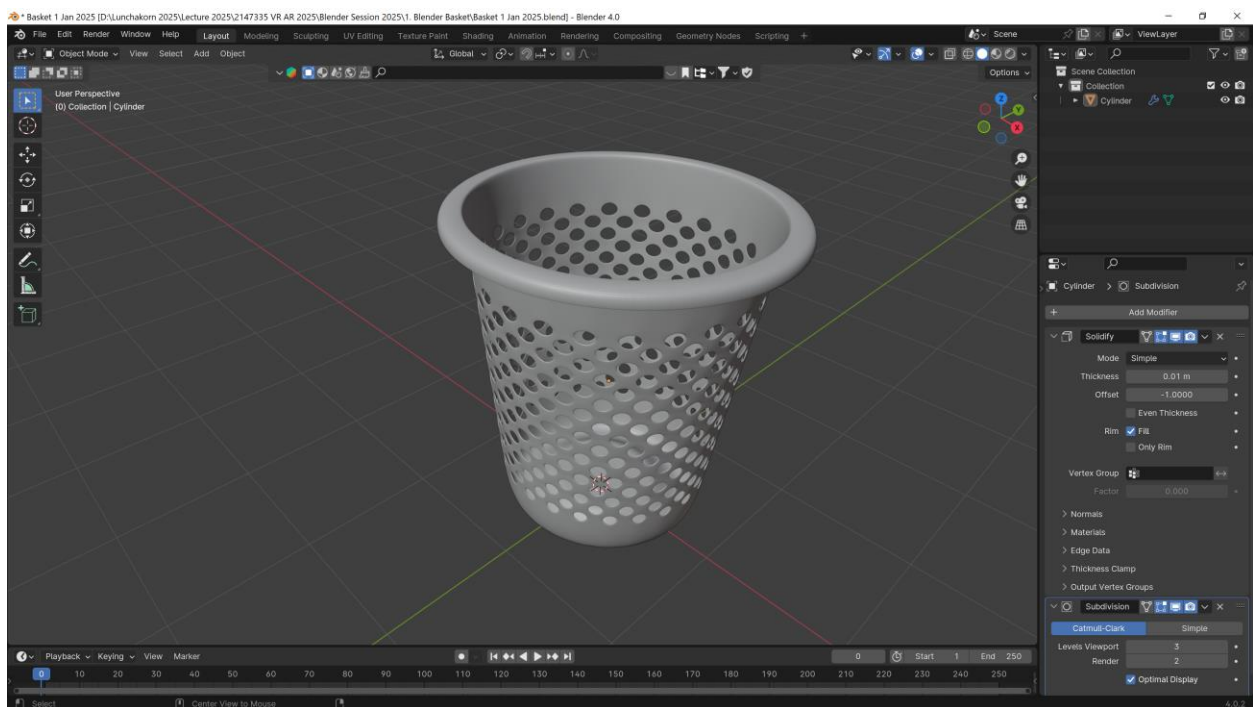 * Basket 1 Jan 2025 [D:\Lunchakorn 2025\Lecture 2025\2147335 VR AR 2025\Blender Session 2025\1. Blender Basket\Basket 1 Jan 2025.blend] - Blender 4.0
File Edit Render Window Help Layout Modeling Sculpting UV Editing Texture Paint Shading Animation Rendering Compositing Geometry Nodes Scripting + Scene ViewLayer
Object Mode View Select Add Object Global
Options
User Perspective
(0) Collection | Cylinder
Z
Y
X
Scene Collection
Collection
Cylinder
Cylinder > Subdivision
+ Add Modifier
Solidify
Mode Simple
Thickness 0.01 m
Offset -1.0000
Even Thickness
Rim Fill
Only Rim
Vertex Group
Factor 0.000
> Normals
> Materials
> Edge Data
> Thickness Clamp
> Output Vertex Groups
Subdivision
Catmull-Clark Simple
Levels Viewport 3
Render 2
Optimal Display
Playback Keying View Marker 0 Start 1 End 250
0 10 20 30 40 50 60 70 80 90 100 110 120 130 140 150 160 170 180 190 200 210 220 230 240 250
Select Center View to Mouse 4.0.2